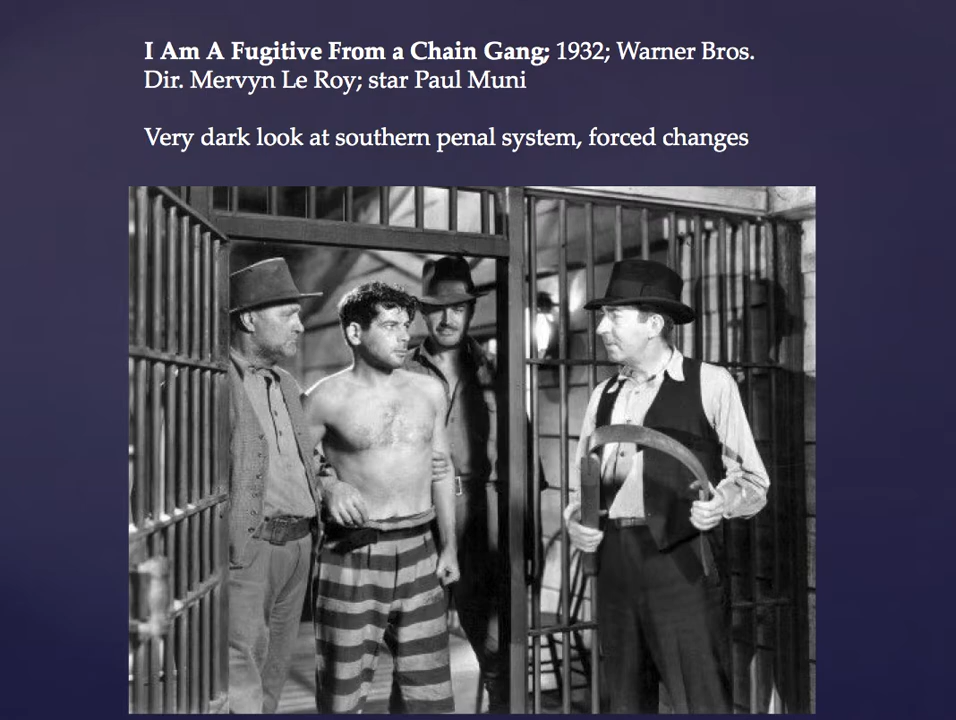 I Am A Fugitive From a Chain Gang; 1932; Warner Bros.
Dir. Mervyn Le Roy; star Paul Muni
Very dark look at southern penal system, forced changes